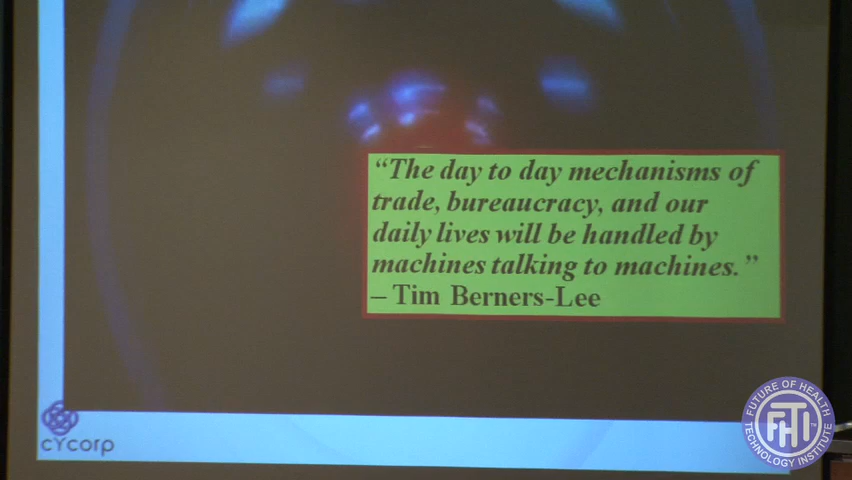 “The day to day mechanisms of
trade, bureaucracy, and our
daily lives will be handled by
machines talking to machines.”
– Tim Berners-Lee
cYcorp
FUTURE OF HEALTH
FHTI
TECHNOLOGY INSTITUTE